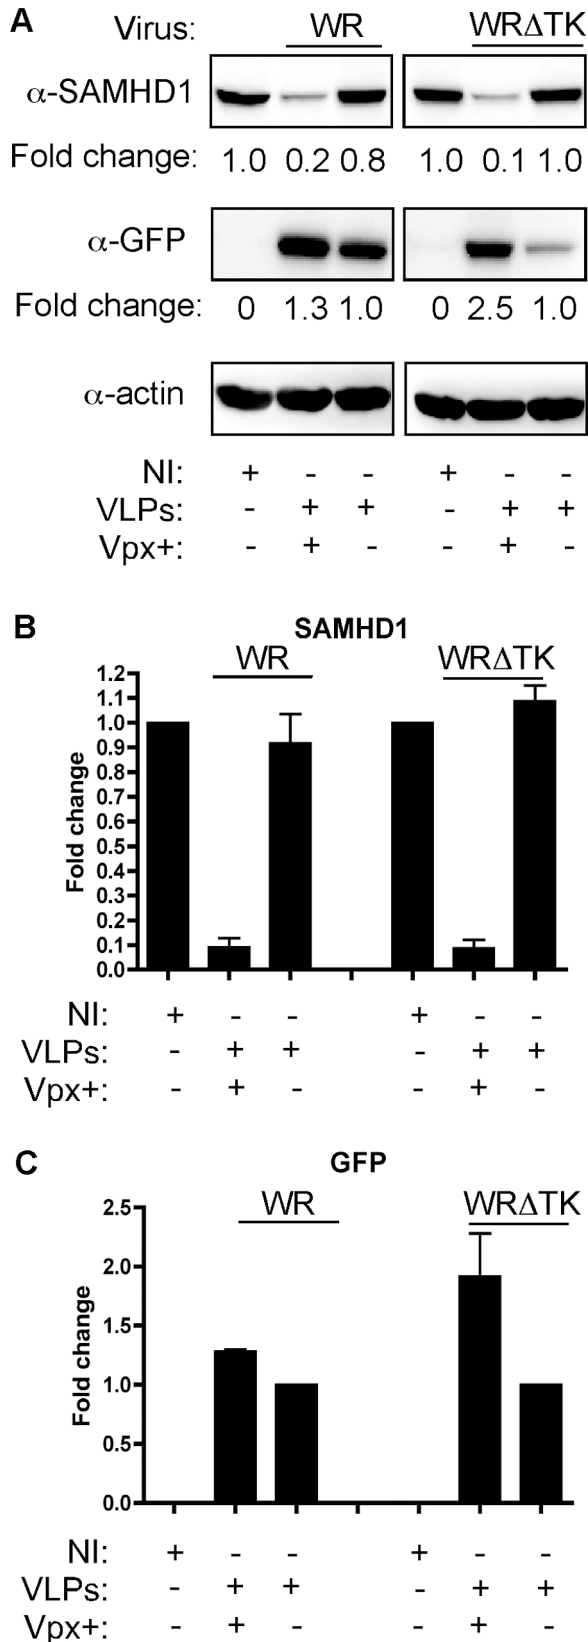 A
Virus: WR WRΔTK
α-SAMHD1
Fold change: 1.0 0.2 0.8 1.0 0.1 1.0
α-GFP
Fold change: 0 1.3 1.0 0 2.5 1.0
α-actin
NI: + - - + - -
VLPs: - + + - + +
Vpx+: - + - - + -
B
SAMHD1
WR WRΔTK
1.2
1.1
1.0
0.9
0.8
0.7
0.6
0.5
0.4
0.3
0.2
0.1
0.0
Fold change
NI: + - - + - -
VLPs: - + + - + +
Vpx+: - + - - + -
C
GFP
WR WRΔTK
2.5
2.0
1.5
1.0
0.5
0.0
Fold change
NI: + - - + - -
VLPs: - + + - + +
Vpx+: - + - - + -